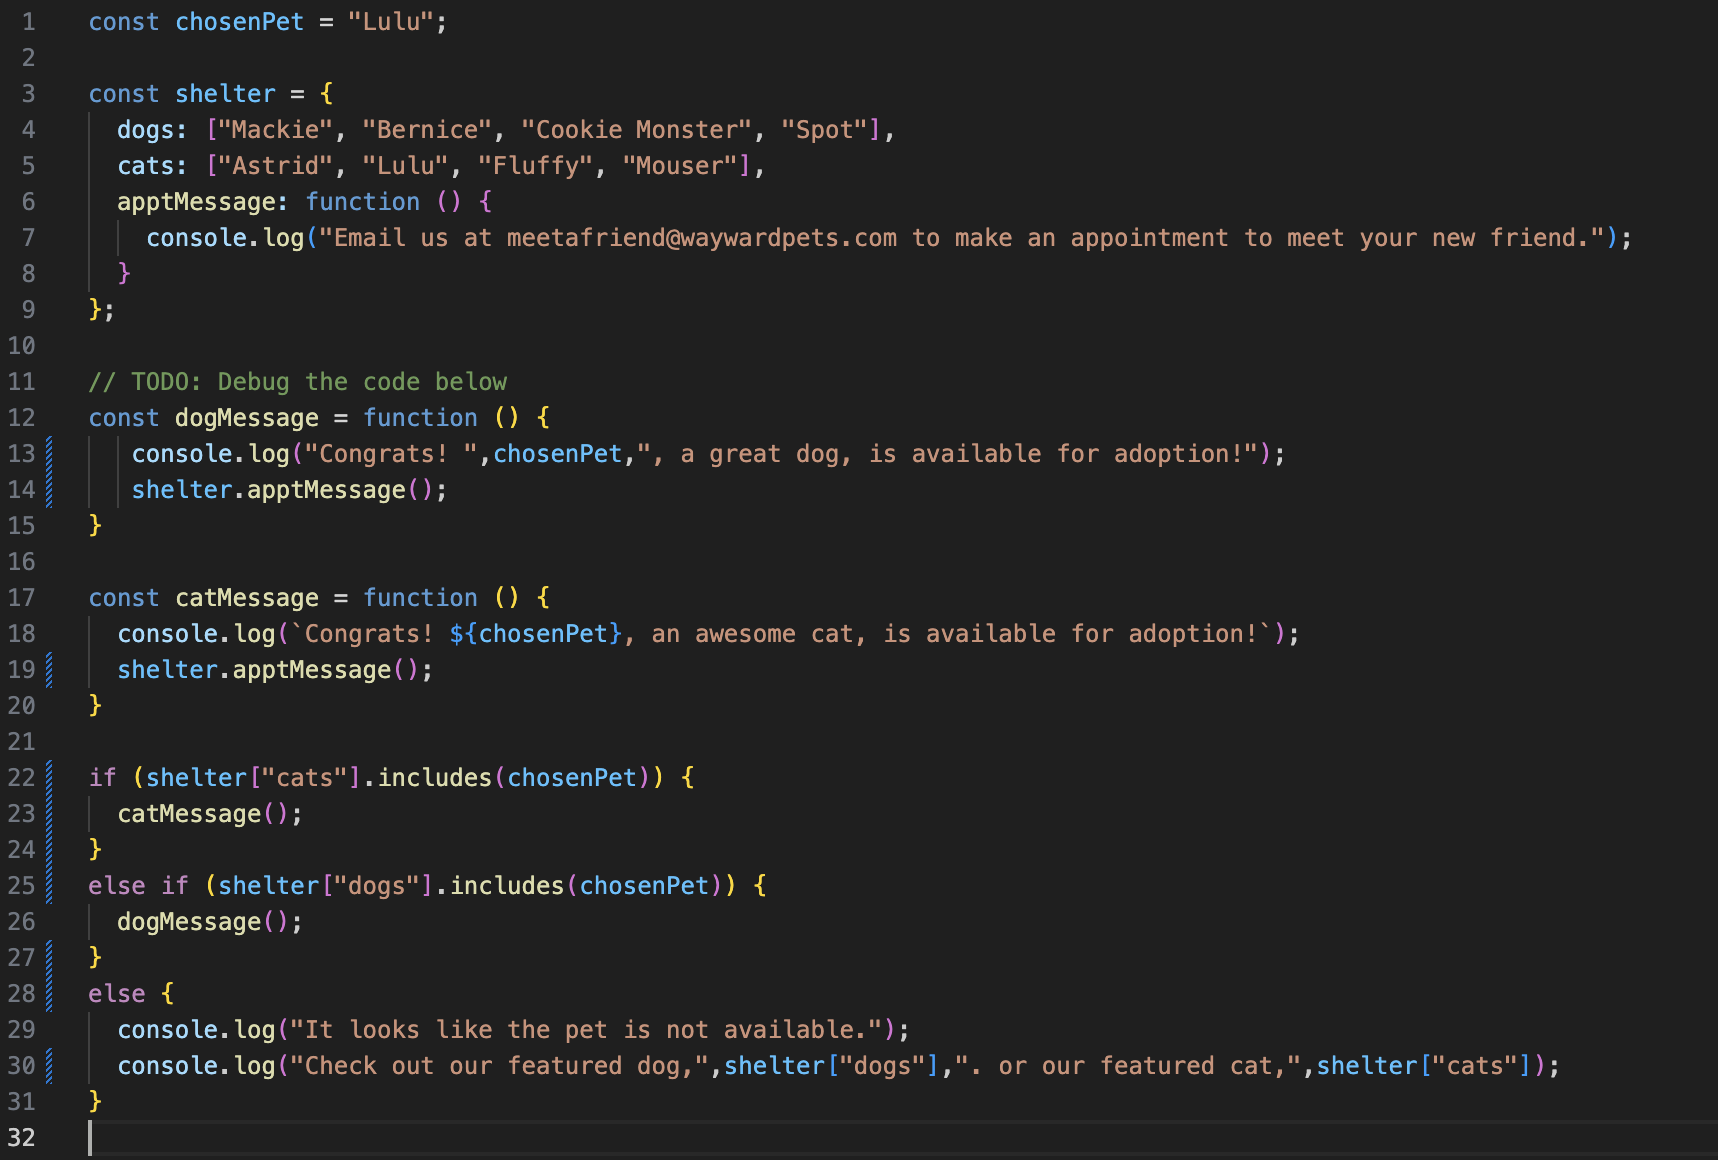 1 const chosenPet = "Lulu";
2
3 const shelter = {
4   dogs: ["Mackie", "Bernice", "Cookie Monster", "Spot"],
5   cats: ["Astrid", "Lulu", "Fluffy", "Mouser"],
6   apptMessage: function () {
7     console.log("Email us at meetafriend@waywardpets.com to make an appointment to meet your new friend.");
8   }
9 };
10
11 // TODO: Debug the code below
12 const dogMessage = function () {
13    console.log("Congrats! ",chosenPet,", a great dog, is available for adoption!");
14    shelter.apptMessage();
15 }
16
17 const catMessage = function () {
18   console.log(`Congrats! ${chosenPet}, an awesome cat, is available for adoption!`);
19   shelter.apptMessage();
20 }
21
22 if (shelter["cats"].includes(chosenPet)) {
23   catMessage();
24 }
25 else if (shelter["dogs"].includes(chosenPet)) {
26   dogMessage();
27 }
28 else {
29   console.log("It looks like the pet is not available.");
30   console.log("Check out our featured dog,",shelter["dogs"],". or our featured cat,",shelter["cats"]);
31 }
32